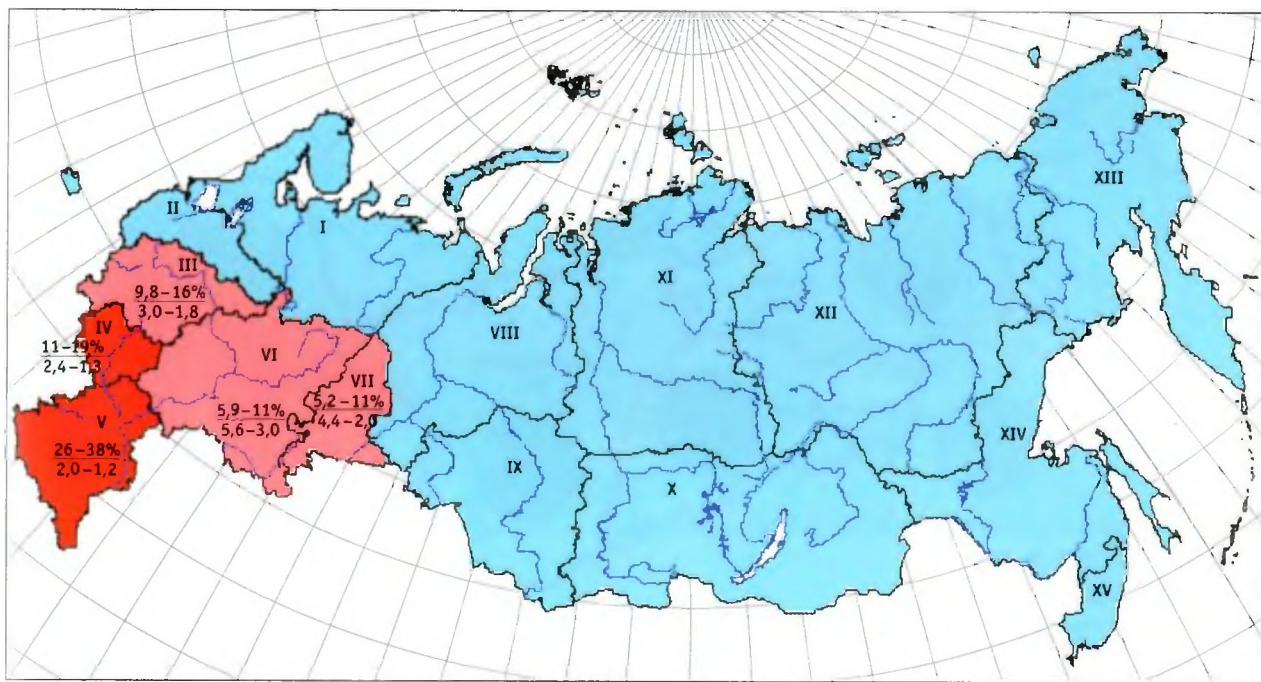 XIII
II
I
III
9,8–16%
3,0–1,8
XI
IV
VIII
XII
11–19%
2,4–1,3
VI
VII
5,9–11%
5,6–3,0
5,2–11%
4,4–2,0
V
26–38%
2,0–1,2
XIV
IX
X
XV